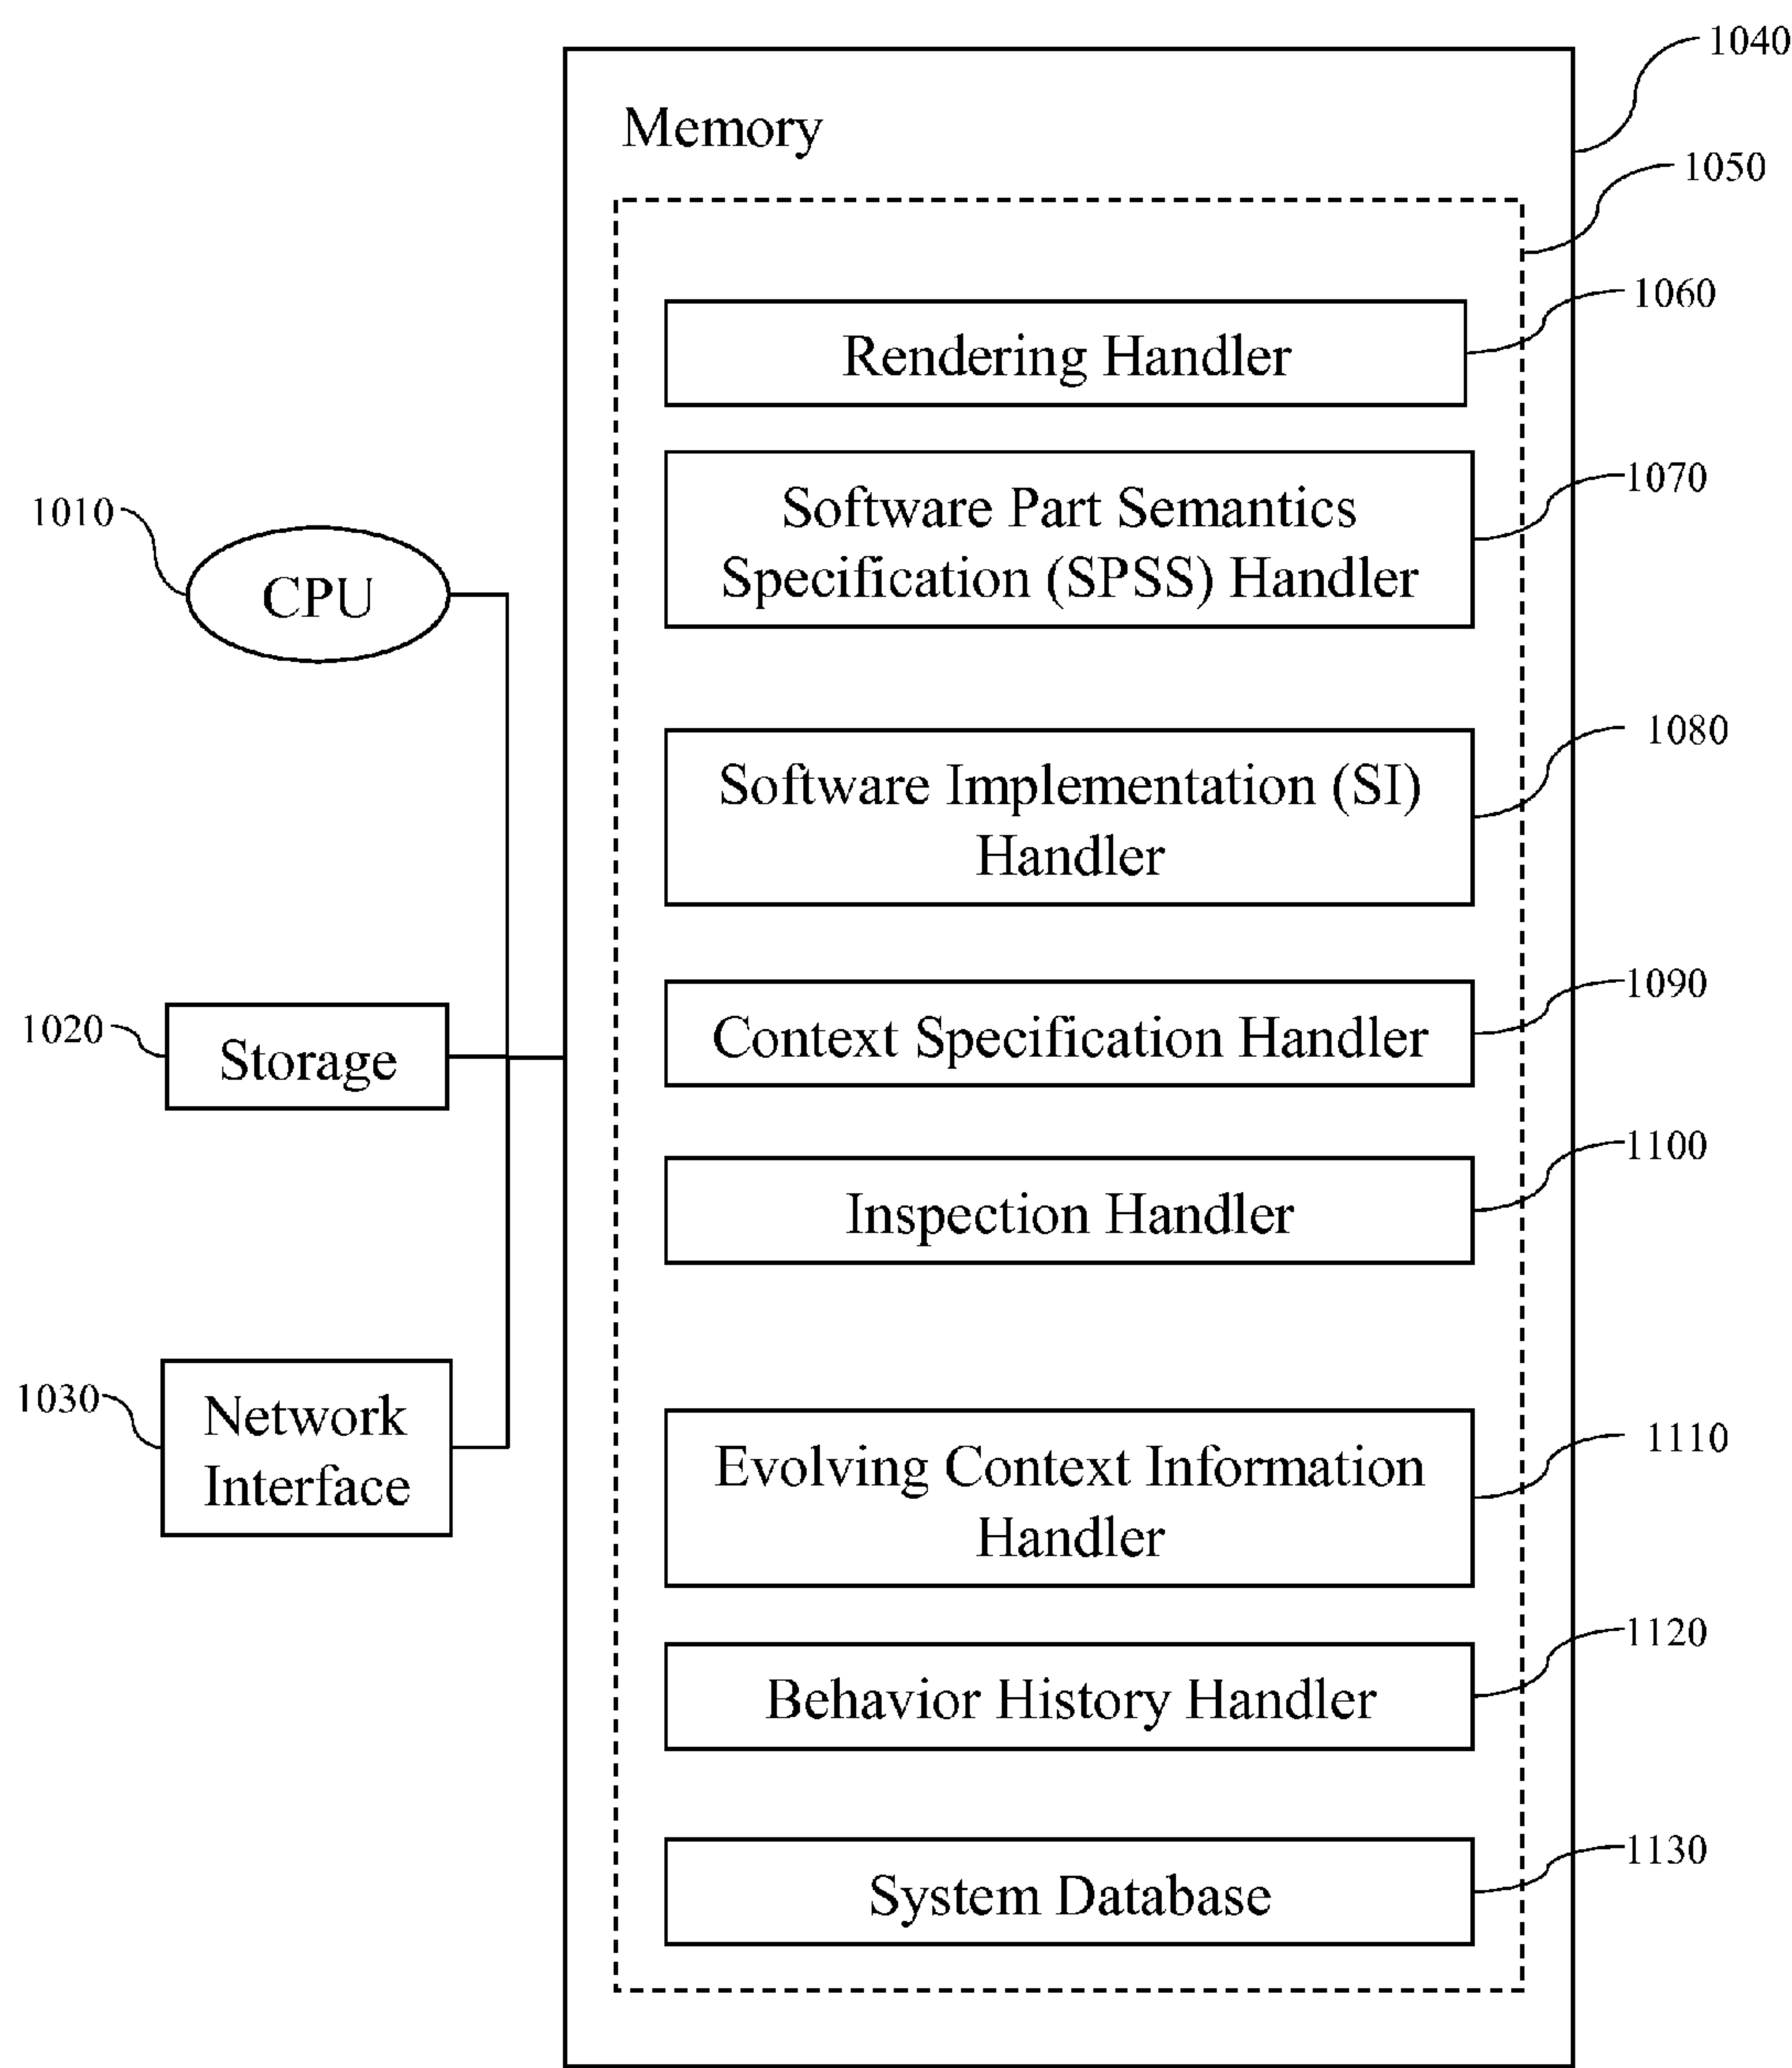 1040
Memory
1050
1060
Rendering Handler
1070
Software Part Semantics
Specification (SPSS) Handler
1010
CPU
1080
Software Implementation (SI)
Handler
1090
Context Specification Handler
1020
Storage
1100
Inspection Handler
1030
Network
Interface
1110
Evolving Context Information
Handler
1120
Behavior History Handler
1130
System Database